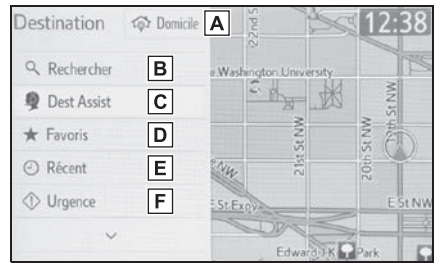 Destination Domicile A
12:38
Rechercher B
Dest Assist C
Favoris D
Récent E
Urgence F
22nd S
e Washington University
21st St NW
20th St NW
19th St NW
NW
E St Expy
E St NW
Edward J K Park